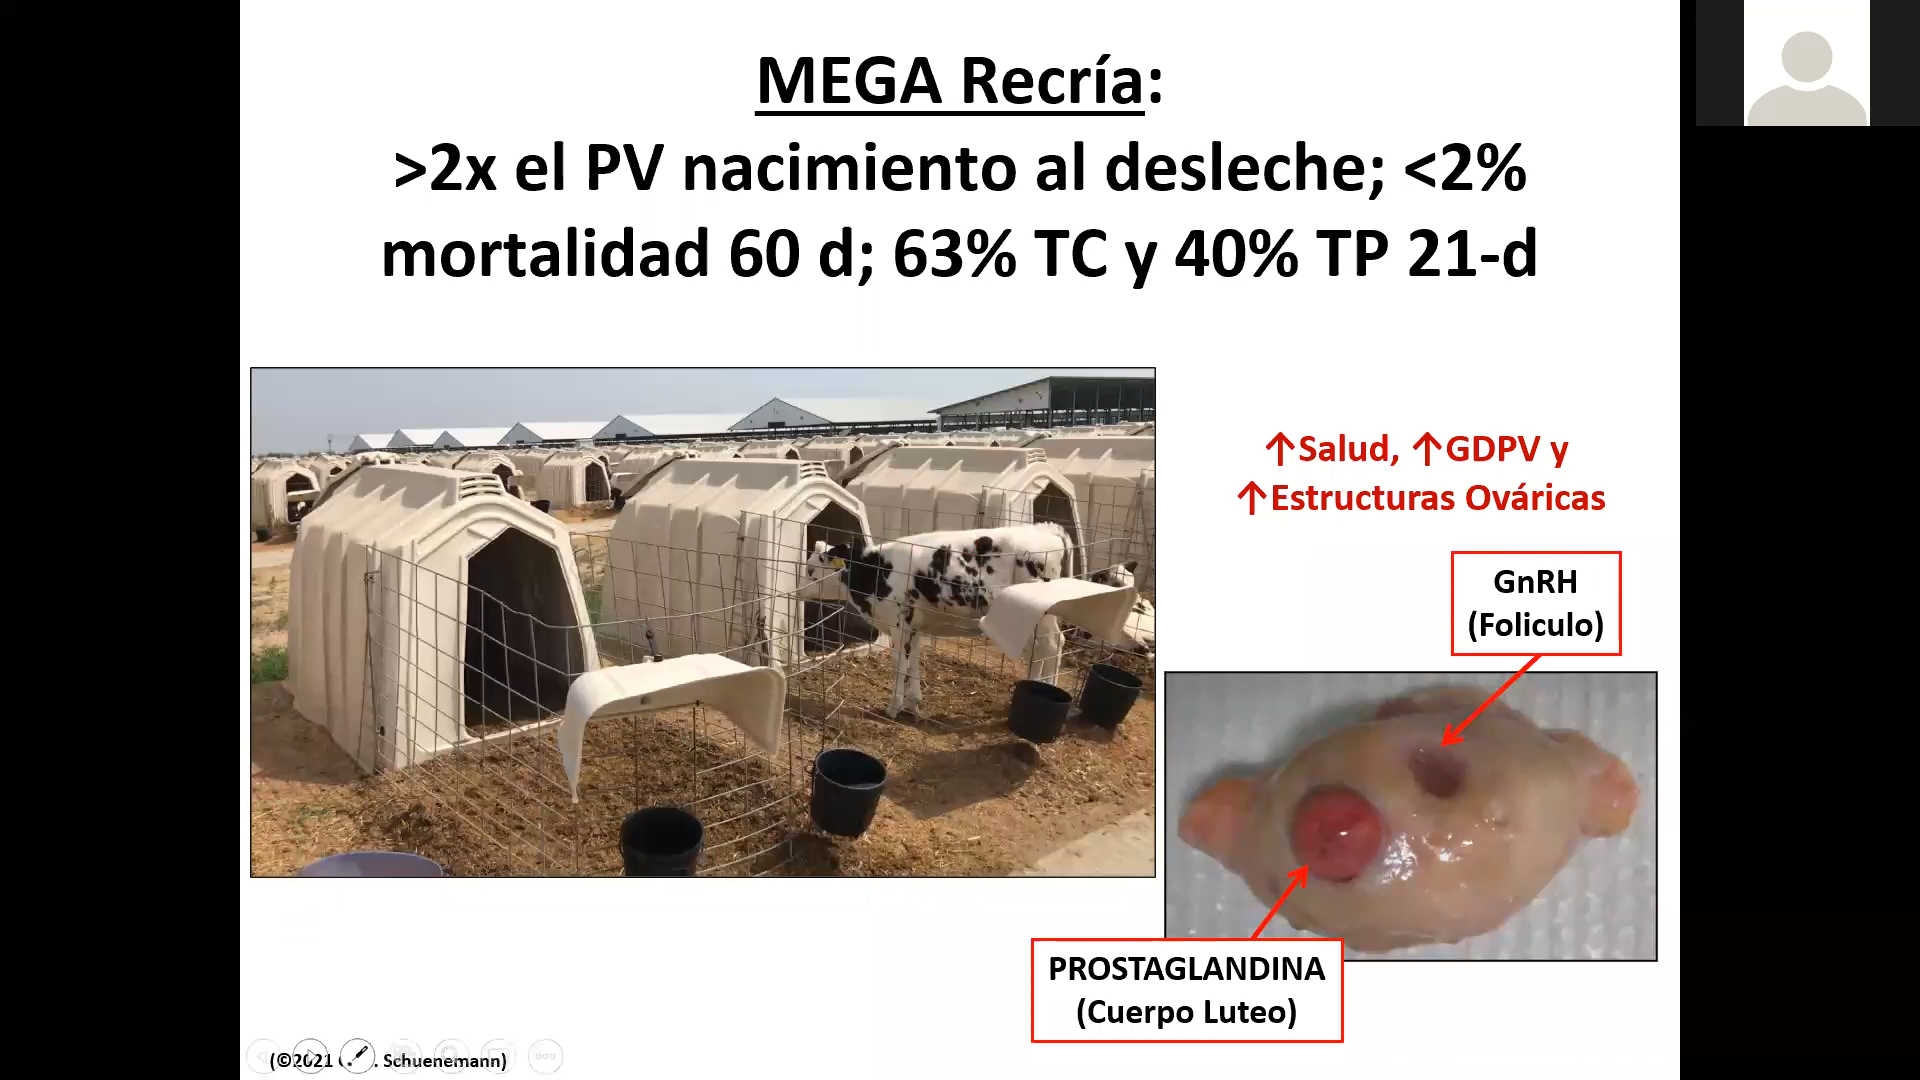 MEGA Recría:
>2x el PV nacimiento al desleche; <2%
mortalidad 60 d; 63% TC y 40% TP 21-d
↑Salud, ↑GDPV y
↑Estructuras Ováricas
GnRH
(Foliculo)
PROSTAGLANDINA
(Cuerpo Luteo)
(©2021 Schuenemann)